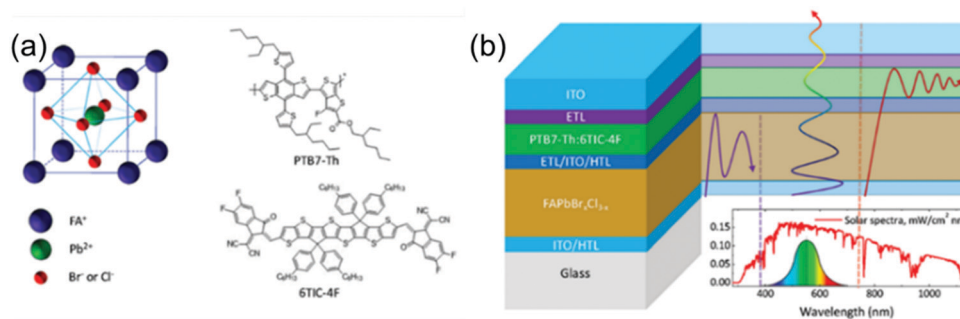 (a)
FA⁺
Pb²⁺
Br⁻ or Cl⁻
S
S
S
S
S
S
F
O
O
PTB7-Th
C₆H₁₃
C₆H₁₃
F
F
O
NC
CN
S
S
S
S
S
S
NC
CN
O
F
F
C₆H₁₃
C₆H₁₃
6TIC-4F
(b)
ITO
ETL
PTB7-Th:6TIC-4F
ETL/ITO/HTL
FAPbBrₓCl₃₋ₓ
ITO/HTL
Glass
Solar spectra, mW/cm² nm
0.15
0.10
0.05
0.00
400
600
800
1000
Wavelength (nm)